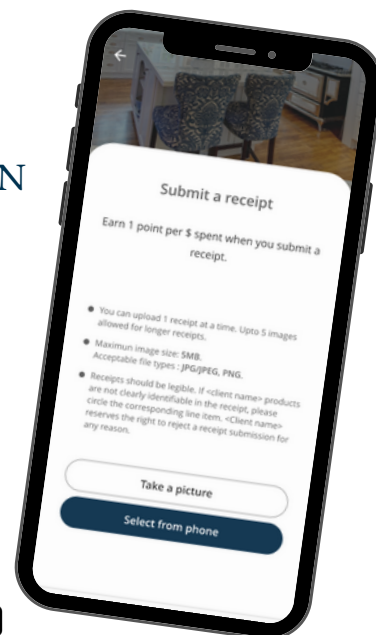 N
Submit a receipt
Earn 1 point per $ spent when you submit a
receipt.
You can upload 1 receipt at a time. Upto 5 images
allowed for longer receipts.
Maximun image size: 5MB.
Acceptable file types : JPG/JPEG, PNG.
Receipts should be legible. If <client name> products
are not clearly identifiable in the receipt, please
circle the corresponding line item. <Client name>
reserves the right to reject a receipt submission for
any reason.
Take a picture
Select from phone